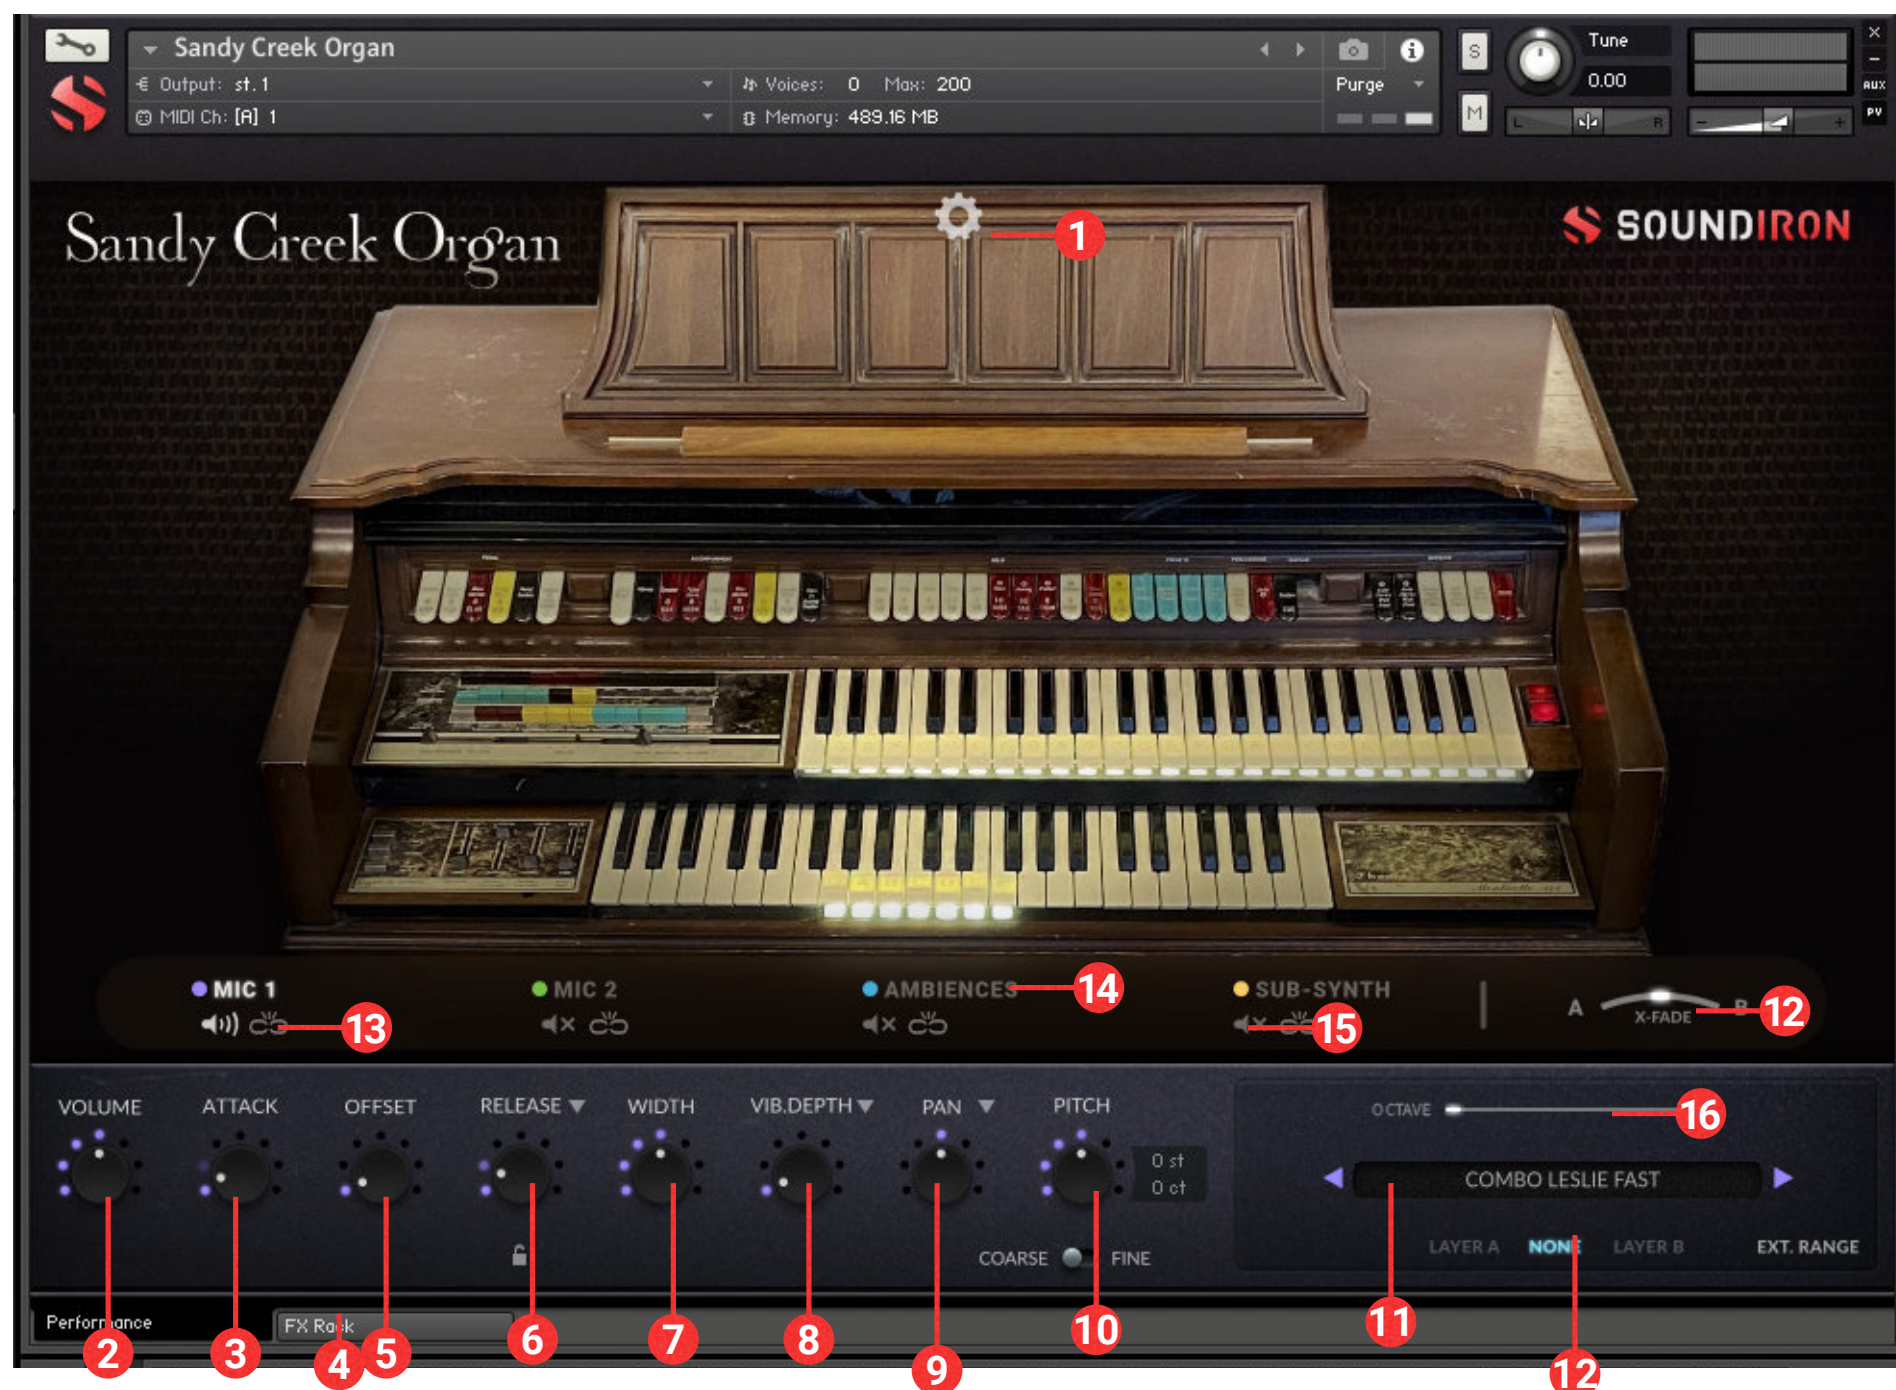 Sandy Creek Organ
Output: st.1
Voices: 0 Max: 200
Purge
MIDI Ch: [A] 1
Memory: 489.16 MB
S
M
Tune
0.00
L
R
-
+
X
-
AUX
PV
Sandy Creek Organ
1
SOUNDIRON
MIC 1
MIC 2
AMBIENCES
14
SUB-SYNTH
13
15
A
X-FADE
B
12
VOLUME
ATTACK
OFFSET
RELEASE
WIDTH
VIB.DEPTH
PAN
PITCH
OCTAVE
16
0 st
0 ct
COMBO LESLIE FAST
COARSE
FINE
LAYER A
NONE
LAYER B
EXT. RANGE
Performance
FX Rack
2
3
4
5
6
7
8
9
10
11
12